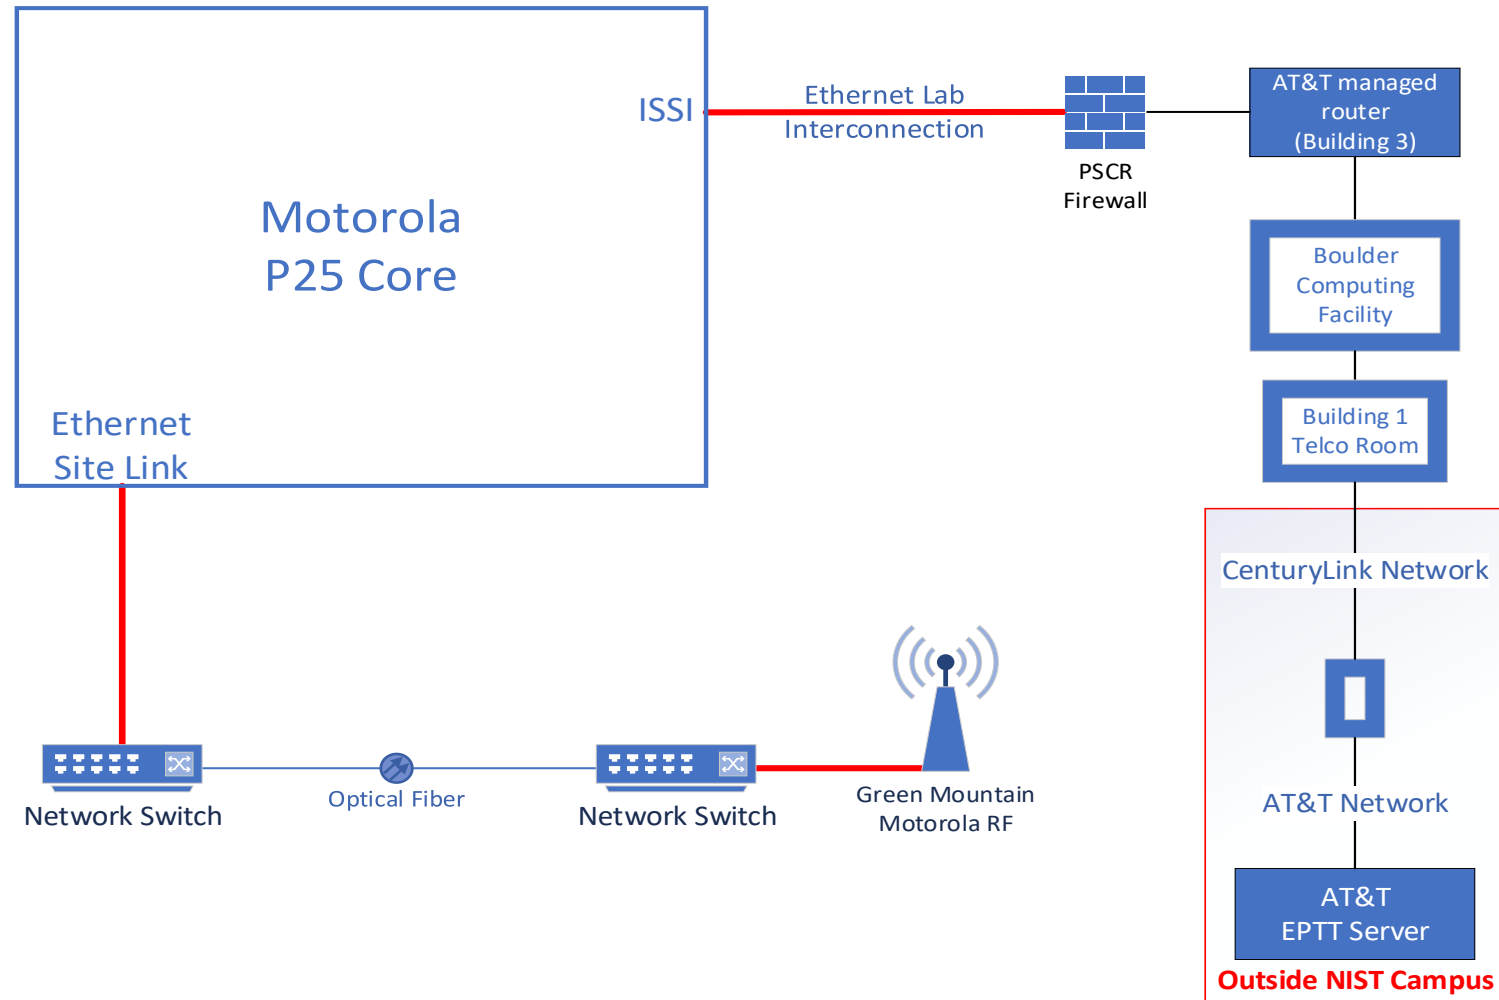 ISSI
Ethernet Lab
Interconnection
PSCR
Firewall
AT&T managed
router
(Building 3)
Motorola
P25 Core
Boulder
Computing
Facility
Ethernet
Site Link
Building 1
Telco Room
CenturyLink Network
Network Switch
Optical Fiber
Network Switch
Green Mountain
Motorola RF
AT&T Network
AT&T
EPTT Server
Outside NIST Campus